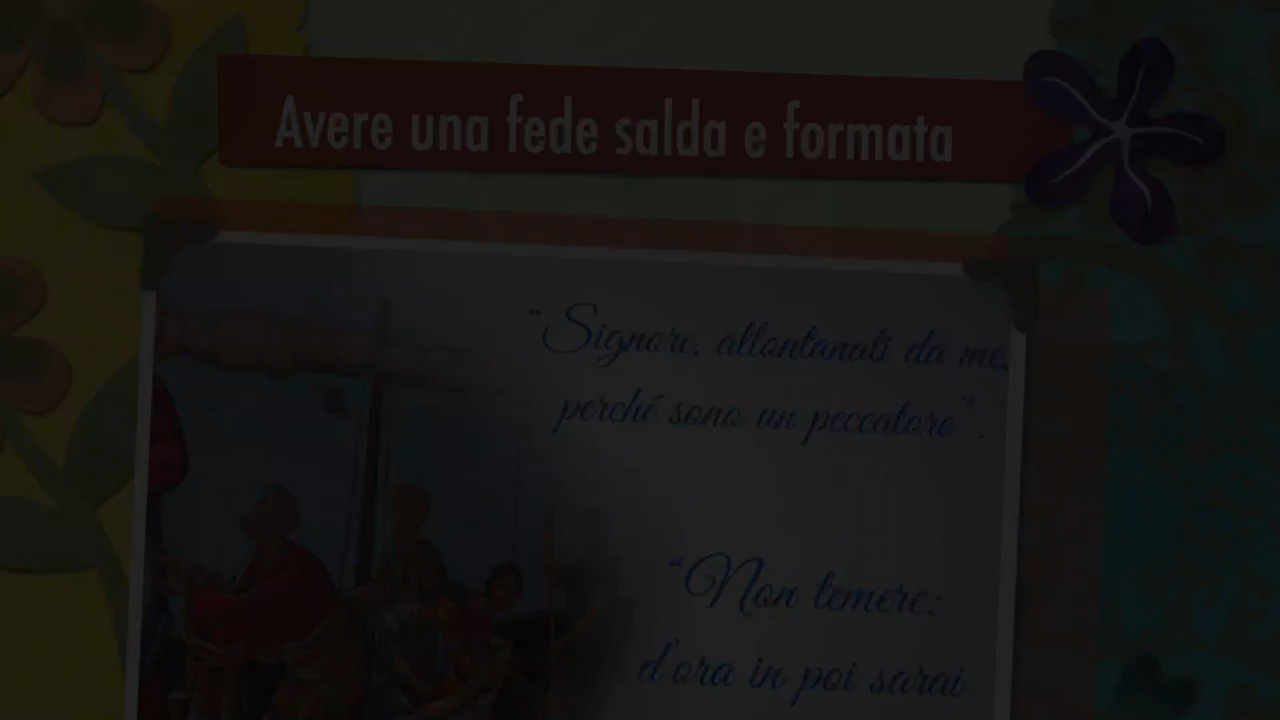 Avere una fede salda e formata
“Signore, allontanati da me,
perché sono un peccatore”.
“Non temere;
d'ora in poi sarai